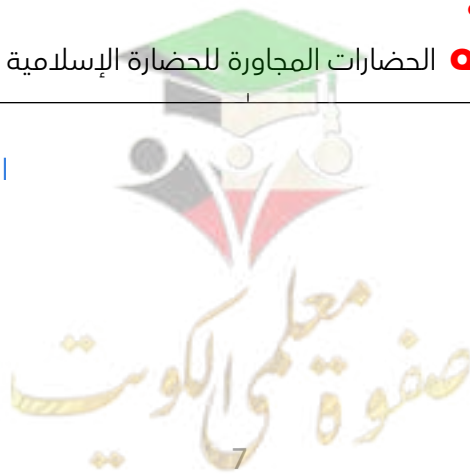 الحضارات المجاورة للحضارة الإسلامية
صفوة معلمي الكويت
7